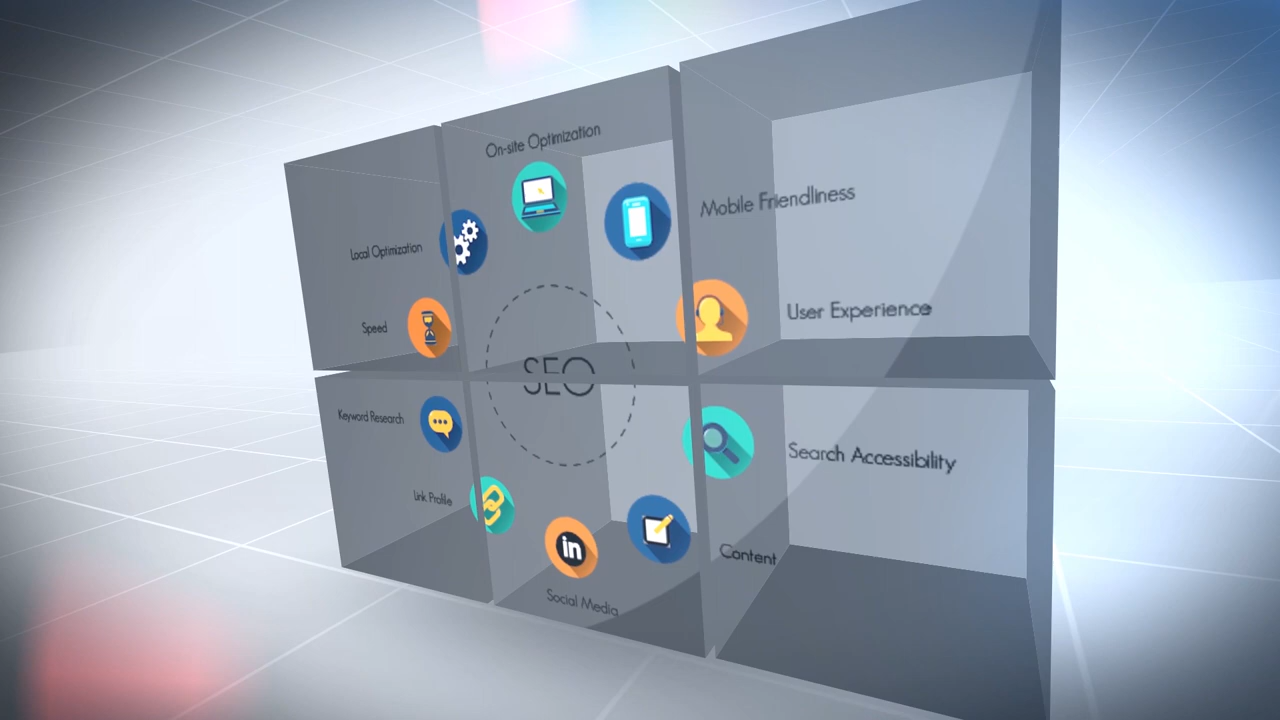 On-site Optimization
Mobile Friendliness
Local Optimization
User Experience
Speed
SEO
Keyword Research
Search Accessibility
Link Profile
in
Content
Social Media